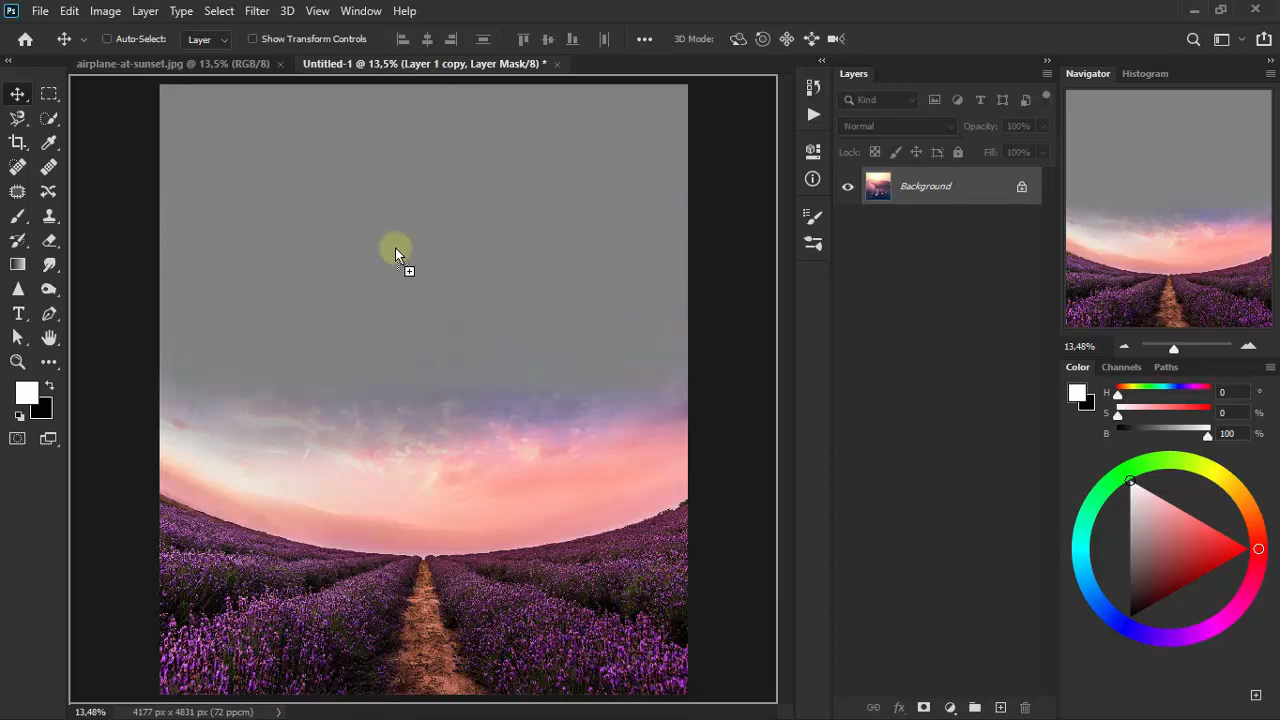 Ps File Edit Image Layer Type Select Filter 3D View Window Help
Auto-Select: Layer Show Transform Controls 3D Mode:
airplane-at-sunset.jpg @ 13,5% (RGB/8) × Untitled-1 @ 13,5% (Layer 1 copy, Layer Mask/8) * ×
Layers
Kind
Normal Opacity: 100%
Lock: Fill: 100%
Background
Navigator Histogram
13,48%
Color Channels Paths
H 0 °
S 0 %
B 100 %
T
13,48% 4177 px x 4831 px (72 ppcm)
fx